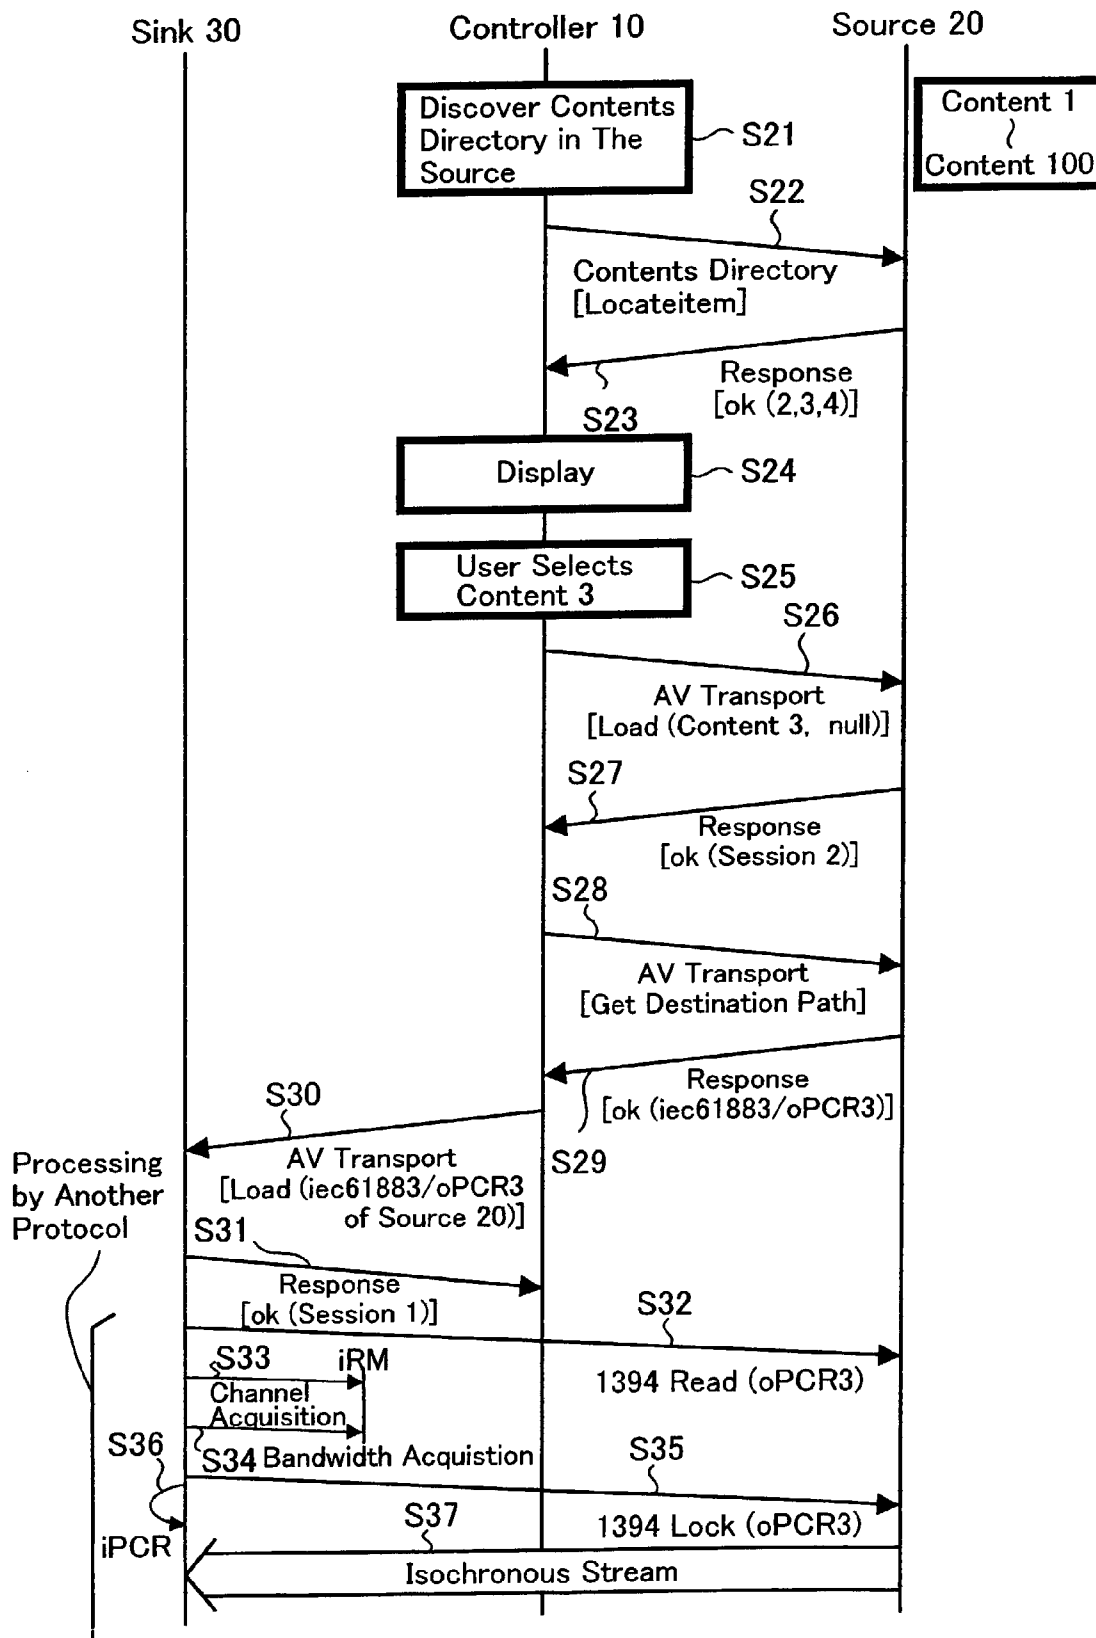 Sink 30
Controller 10
Source 20
Discover Contents
Directory in The
Source
S21
Content 1
Content 100
S22
Contents Directory
[Locateitem]
Response
[ok (2,3,4)]
S23
Display
S24
User Selects
Content 3
S25
S26
AV Transport
[Load (Content 3, null)]
S27
Response
[ok (Session 2)]
S28
AV Transport
[Get Destination Path]
Response
[ok (iec61883/oPCR3)]
S29
S30
AV Transport
[Load (iec61883/oPCR3
of Source 20)]
Processing
by Another
Protocol
S31
Response
[ok (Session 1)]
S32
1394 Read (oPCR3)
S33
iRM
Channel
Acquisition
S34
Bandwidth Acquistion
S36
S35
1394 Lock (oPCR3)
iPCR
S37
Isochronous Stream